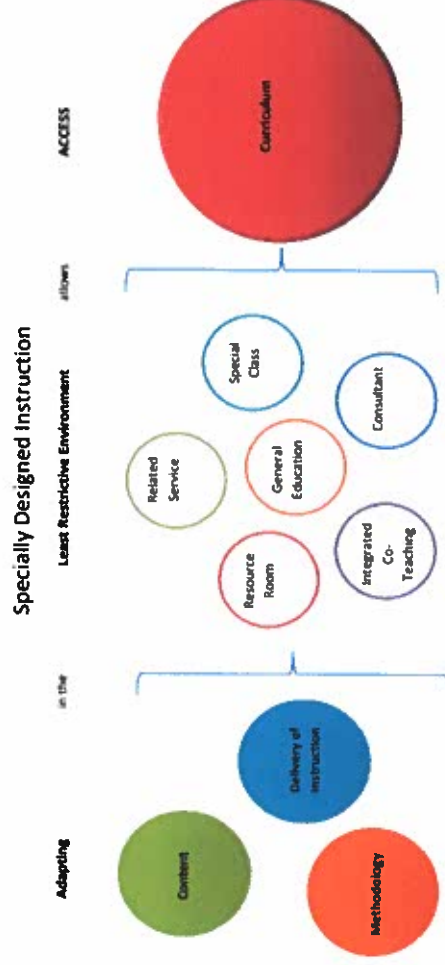 Specially Designed Instruction
Adapting
in the
Least Restrictive Environment
allows
ACCESS
Content
Delivery of
Instruction
Methodology
Related
Service
Resource
Room
General
Education
Special
Class
Integrated
Co-
Teaching
Consultant
Curriculum